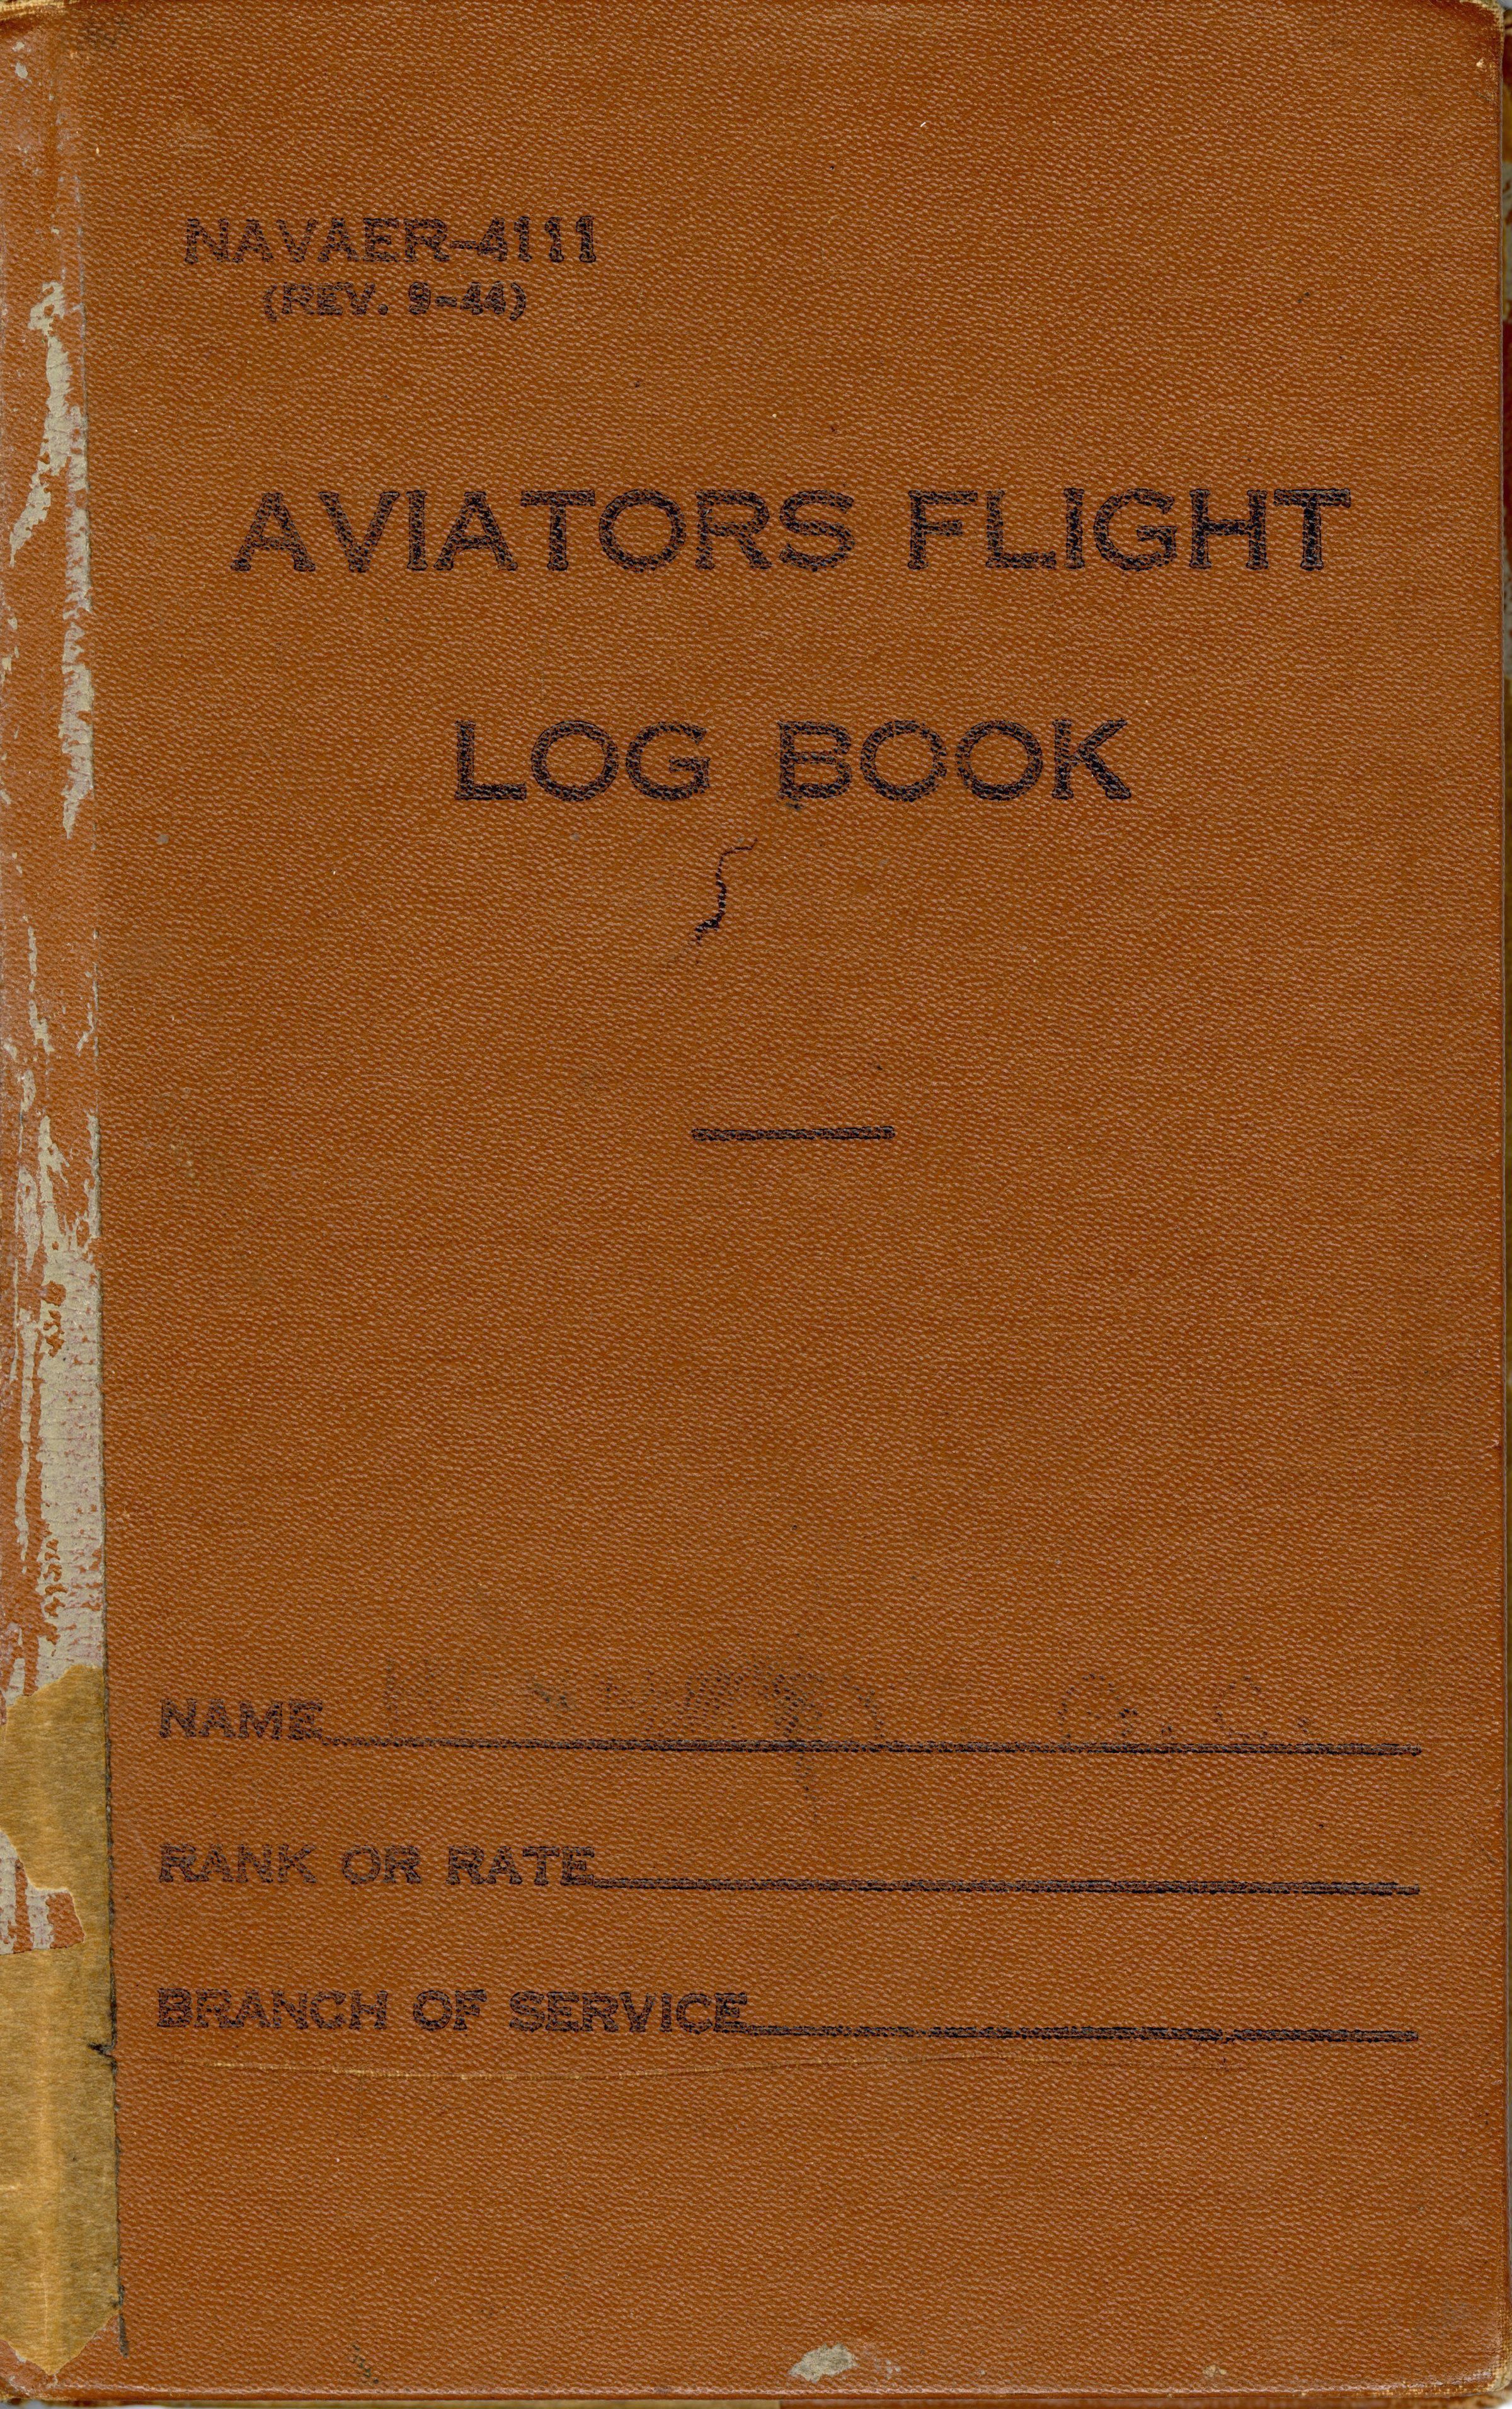 NAVAER-4111
(REV. 9-44)
AVIATORS FLIGHT
LOG BOOK
NAME
RANK OR RATE
BRANCH OF SERVICE